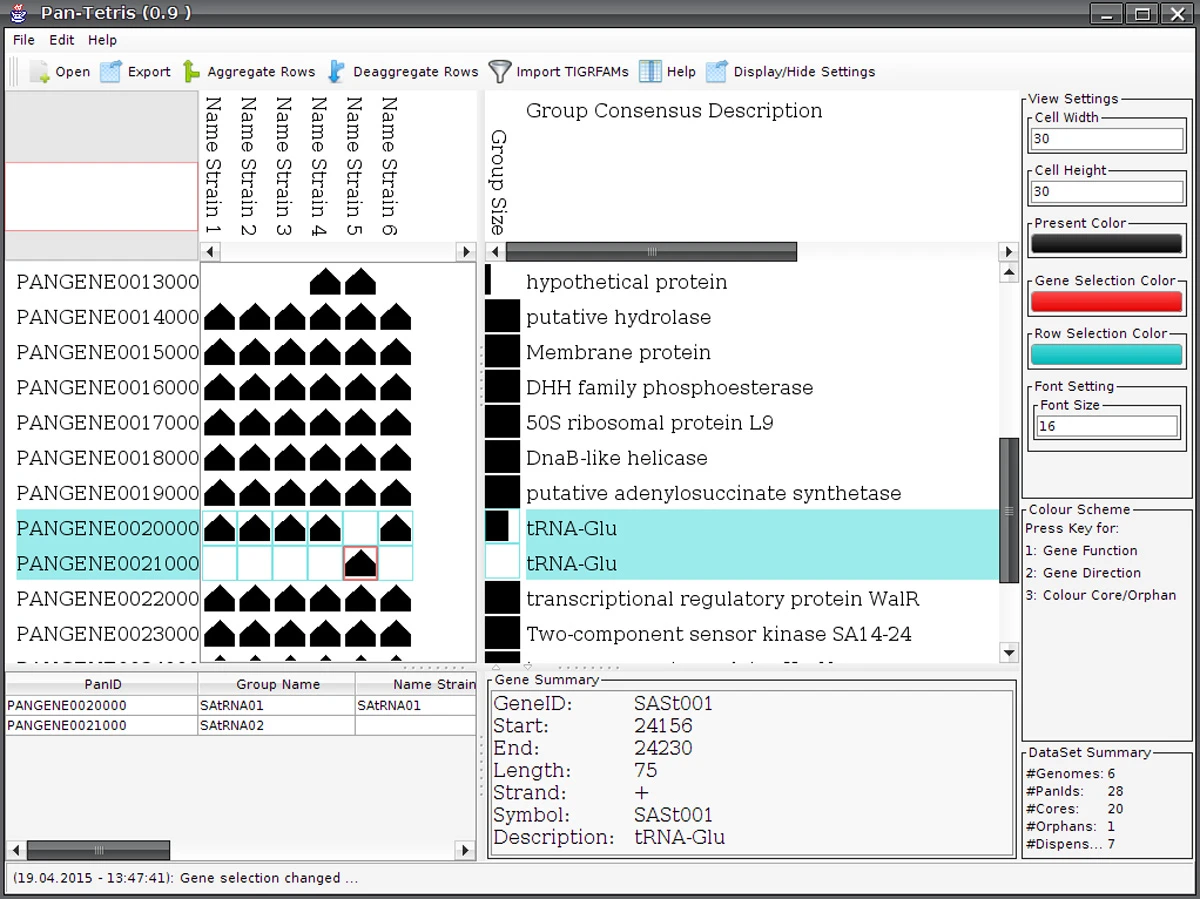 Pan-Tetris (0.9 )
File Edit Help
Open Export Aggregate Rows Deaggregate Rows Import TIGRFAMs Help Display/Hide Settings
Name Strain 1
Name Strain 2
Name Strain 3
Name Strain 4
Name Strain 5
Name Strain 6
Group Size
Group Consensus Description
PANGENE0013000 hypothetical protein
PANGENE0014000 putative hydrolase
PANGENE0015000 Membrane protein
PANGENE0016000 DHH family phosphoesterase
PANGENE0017000 50S ribosomal protein L9
PANGENE0018000 DnaB-like helicase
PANGENE0019000 putative adenylosuccinate synthetase
PANGENE0020000 tRNA-Glu
PANGENE0021000 tRNA-Glu
PANGENE0022000 transcriptional regulatory protein WalR
PANGENE0023000 Two-component sensor kinase SA14-24
PanID Group Name Name Strain
PANGENE0020000 SAtRNA01 SAtRNA01
PANGENE0021000 SAtRNA02
Gene Summary
GeneID: SASt001
Start: 24156
End: 24230
Length: 75
Strand: +
Symbol: SASt001
Description: tRNA-Glu
View Settings
Cell Width
30
Cell Height
30
Present Color
Gene Selection Color
Row Selection Color
Font Setting
Font Size
16
Colour Scheme
Press Key for:
1: Gene Function
2: Gene Direction
3: Colour Core/Orphan
DataSet Summary
#Genomes: 6
#PanIds: 28
#Cores: 20
#Orphans: 1
#Dispens... 7
(19.04.2015 - 13:47:41): Gene selection changed ...